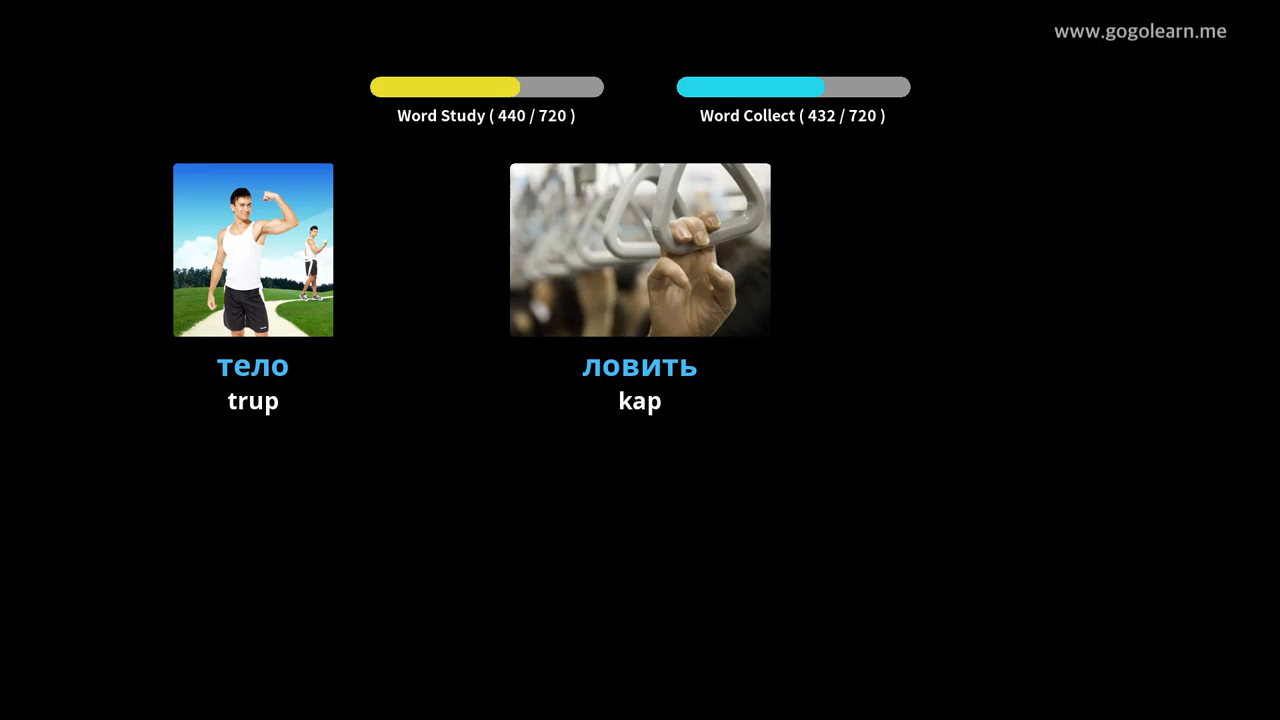 www.gogolearn.me
Word Study ( 440 / 720 )
Word Collect ( 432 / 720 )
тело
trup
ловить
kap